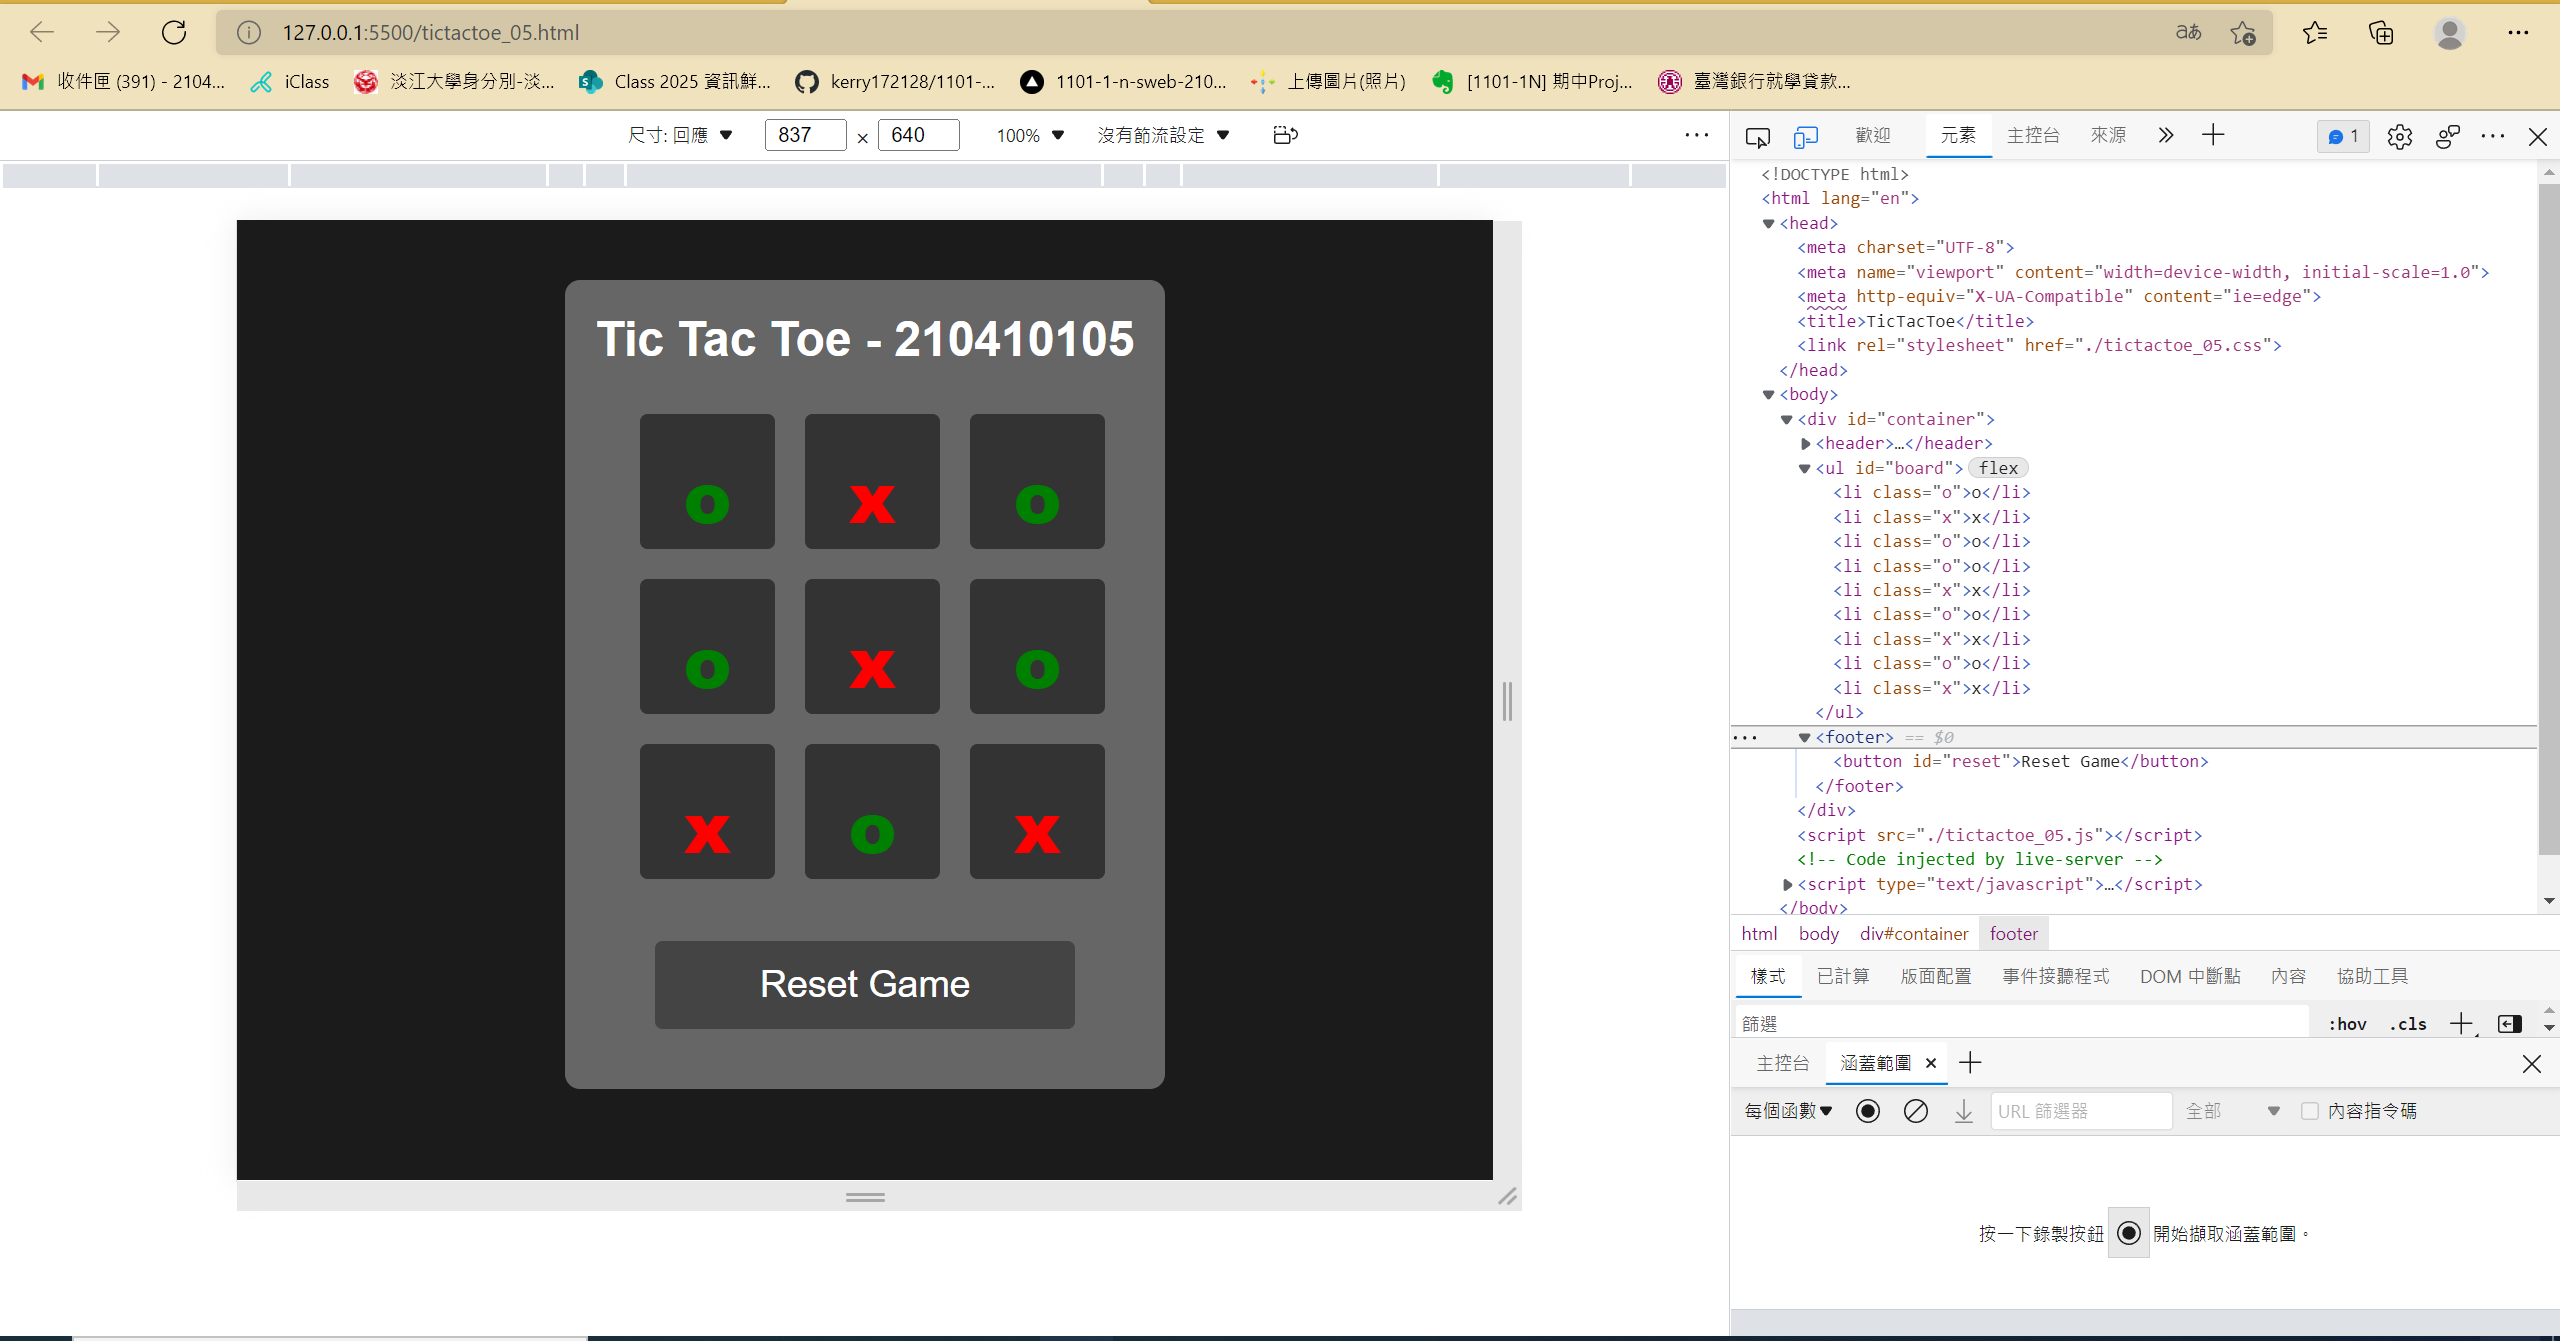 127.0.0.1:5500/tictactoe_05.html
aあ
收件匣 (391) - 2104... iClass 淡江大學身分別-淡... Class 2025 資訊鮮... kerry172128/1101-... 1101-1-n-sweb-210... 上傳圖片(照片) [1101-1N] 期中Proj... 臺灣銀行就學貸款...
尺寸: 回應 837 × 640 100% 沒有節流設定
Tic Tac Toe - 210410105
o x o
o x o
x o x
Reset Game
歡迎 元素 主控台 來源 1
<!DOCTYPE html>
<html lang="en">
<head>
<meta charset="UTF-8">
<meta name="viewport" content="width=device-width, initial-scale=1.0">
<meta http-equiv="X-UA-Compatible" content="ie=edge">
<title>TicTacToe</title>
<link rel="stylesheet" href="./tictactoe_05.css">
</head>
<body>
<div id="container">
<header>…</header>
<ul id="board"> flex
<li class="o">o</li>
<li class="x">x</li>
<li class="o">o</li>
<li class="o">o</li>
<li class="x">x</li>
<li class="o">o</li>
<li class="x">x</li>
<li class="o">o</li>
<li class="x">x</li>
</ul>
<footer> == $0
<button id="reset">Reset Game</button>
</footer>
</div>
<script src="./tictactoe_05.js"></script>
<!-- Code injected by live-server -->
<script type="text/javascript">…</script>
</body>
html body div#container footer
樣式 已計算 版面配置 事件接聽程式 DOM 中斷點 內容 協助工具
篩選 :hov .cls
主控台 涵蓋範圍
每個函數 URL 篩選器 全部 內容指令碼
按一下錄製按鈕 開始擷取涵蓋範圍。